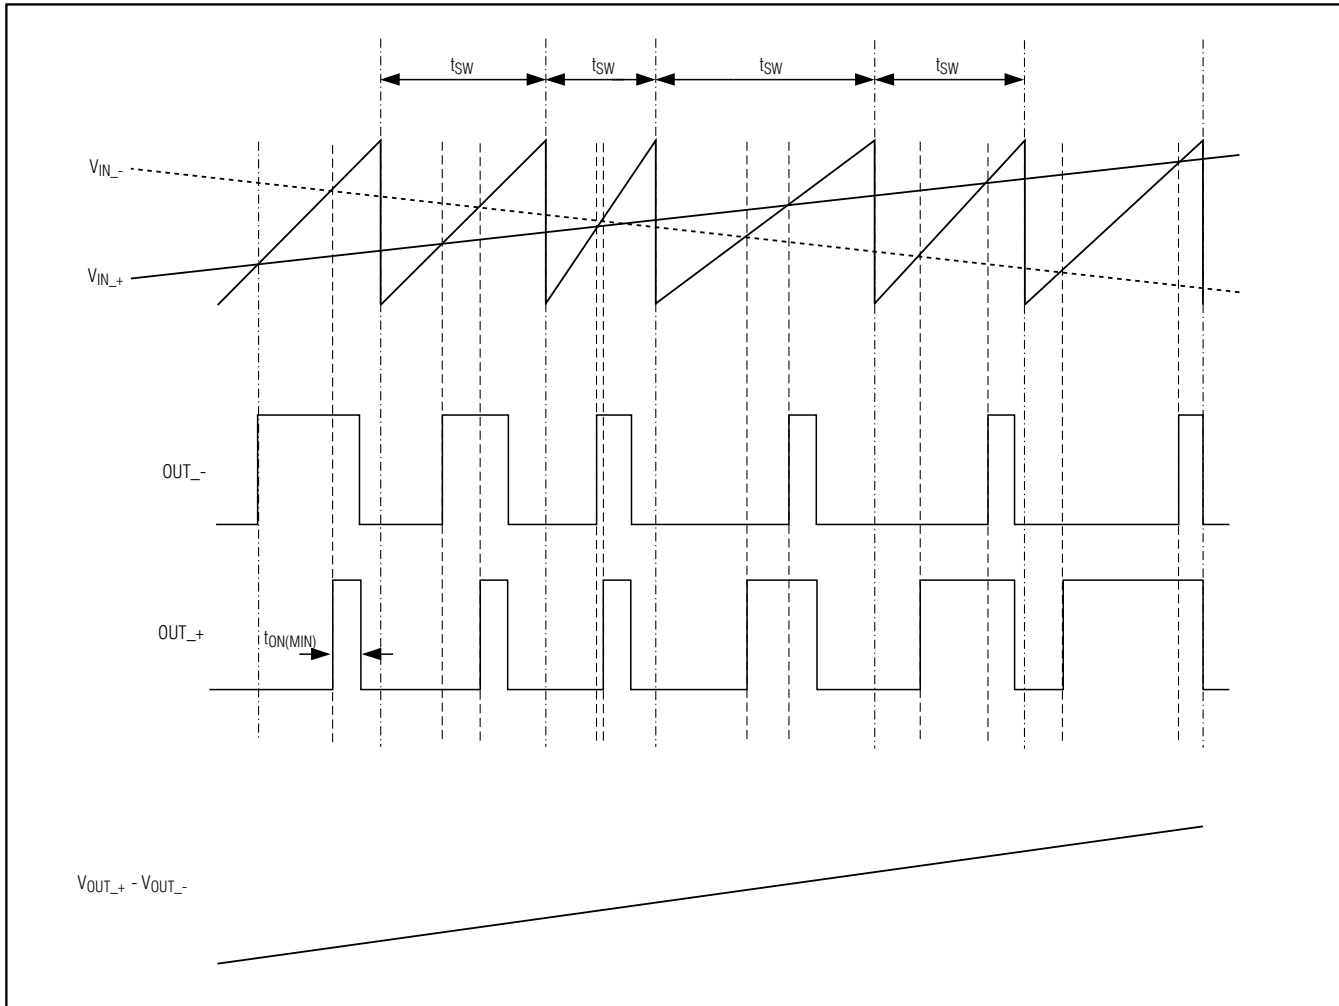 tSW tSW tSW tSW
VIN_-
VIN_+
OUT_-
OUT_+
tON(MIN)
VOUT_+ - VOUT_-